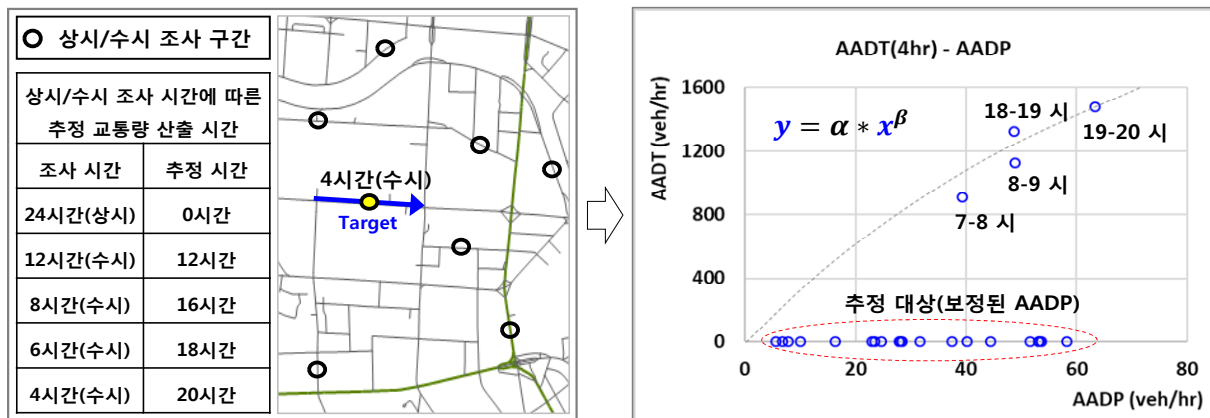 상시/수시 조사 구간
상시/수시 조사 시간에 따른
추정 교통량 산출 시간
조사 시간 추정 시간
24시간(상시) 0시간
12시간(수시) 12시간
8시간(수시) 16시간
6시간(수시) 18시간
4시간(수시) 20시간
4시간(수시)
Target
AADT(4hr) - AADP
AADT (veh/hr)
1600
1200
800
400
0
y = α * x^β
18-19 시
19-20 시
8-9 시
7-8 시
추정 대상(보정된 AADP)
0 20 40 60 80
AADP (veh/hr)